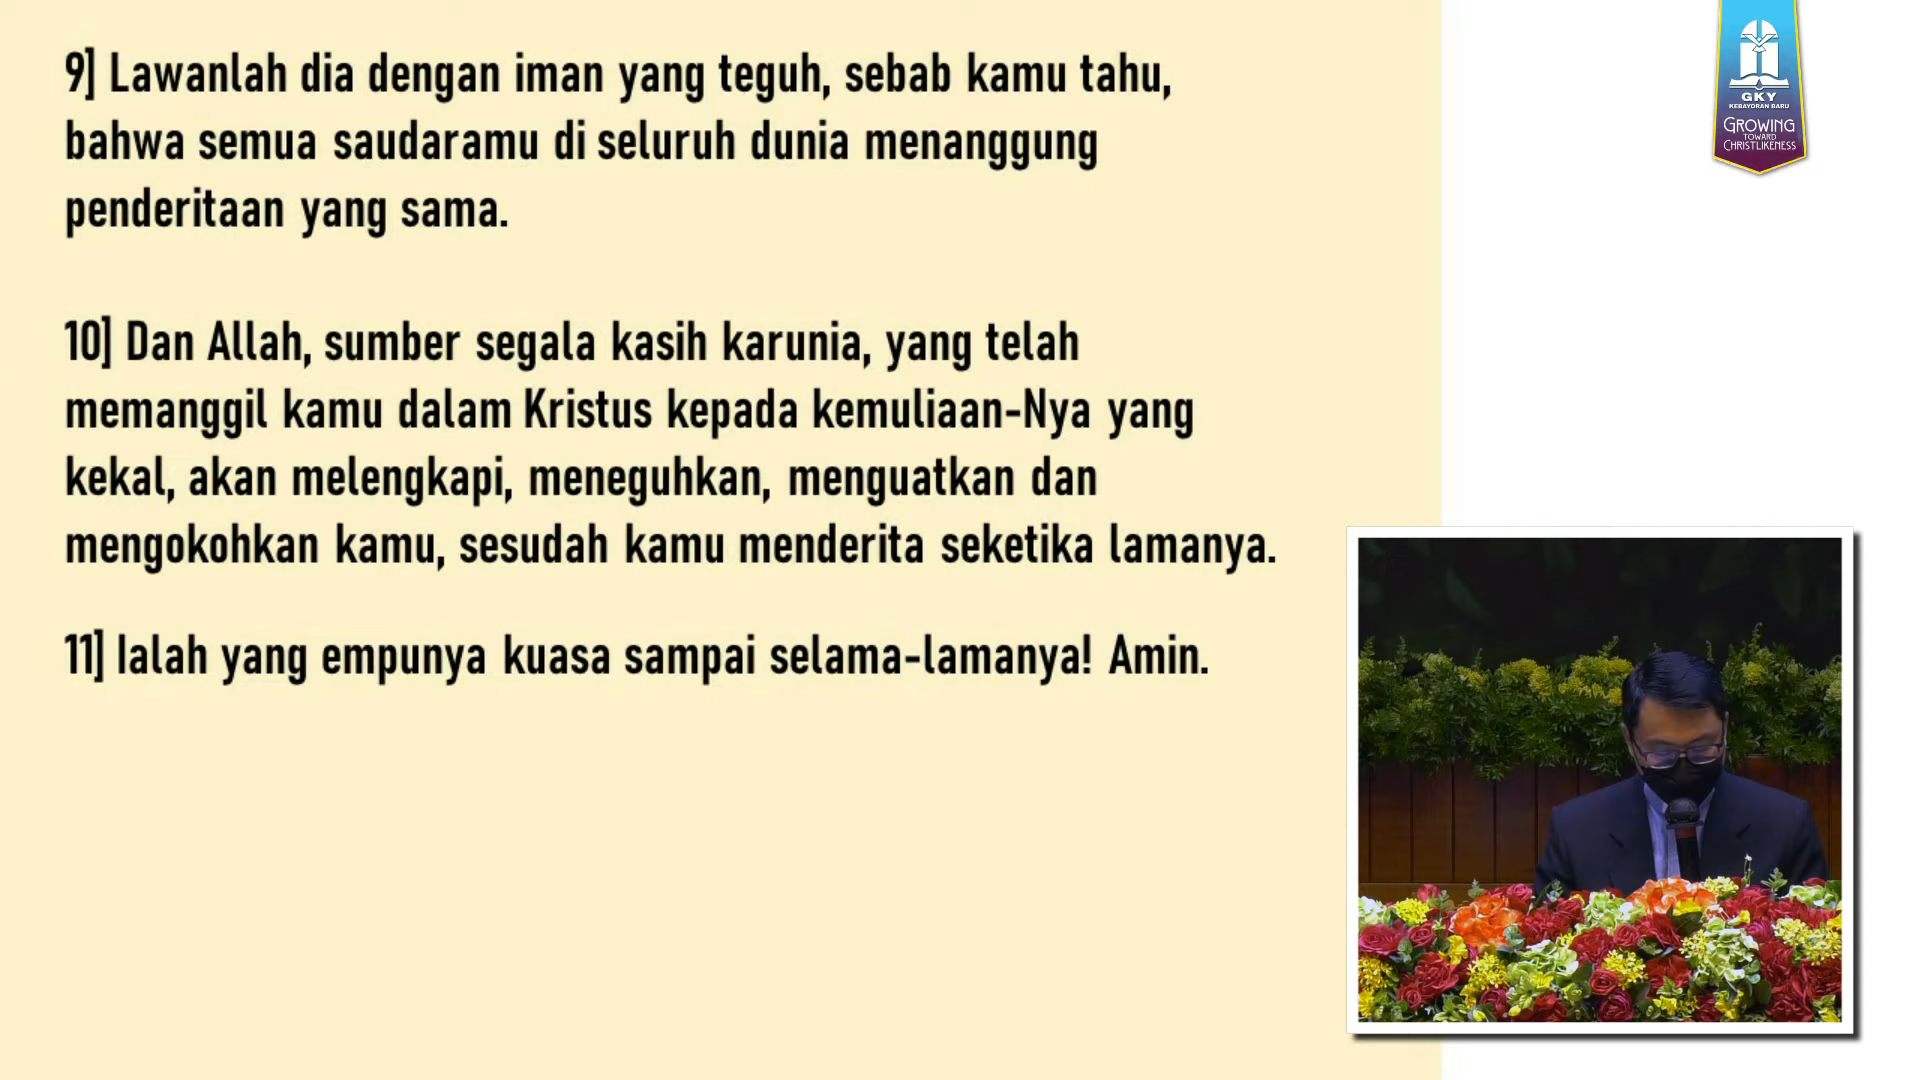 9] Lawanlah dia dengan iman yang teguh, sebab kamu tahu,
bahwa semua saudaramu di seluruh dunia menanggung
penderitaan yang sama.
10] Dan Allah, sumber segala kasih karunia, yang telah
memanggil kamu dalam Kristus kepada kemuliaan-Nya yang
kekal, akan melengkapi, meneguhkan, menguatkan dan
mengokohkan kamu, sesudah kamu menderita seketika lamanya.
11] Ialah yang empunya kuasa sampai selama-lamanya! Amin.
GKY
KEBAYORAN BARU
GROWING
TOWARD
CHRISTLIKENESS